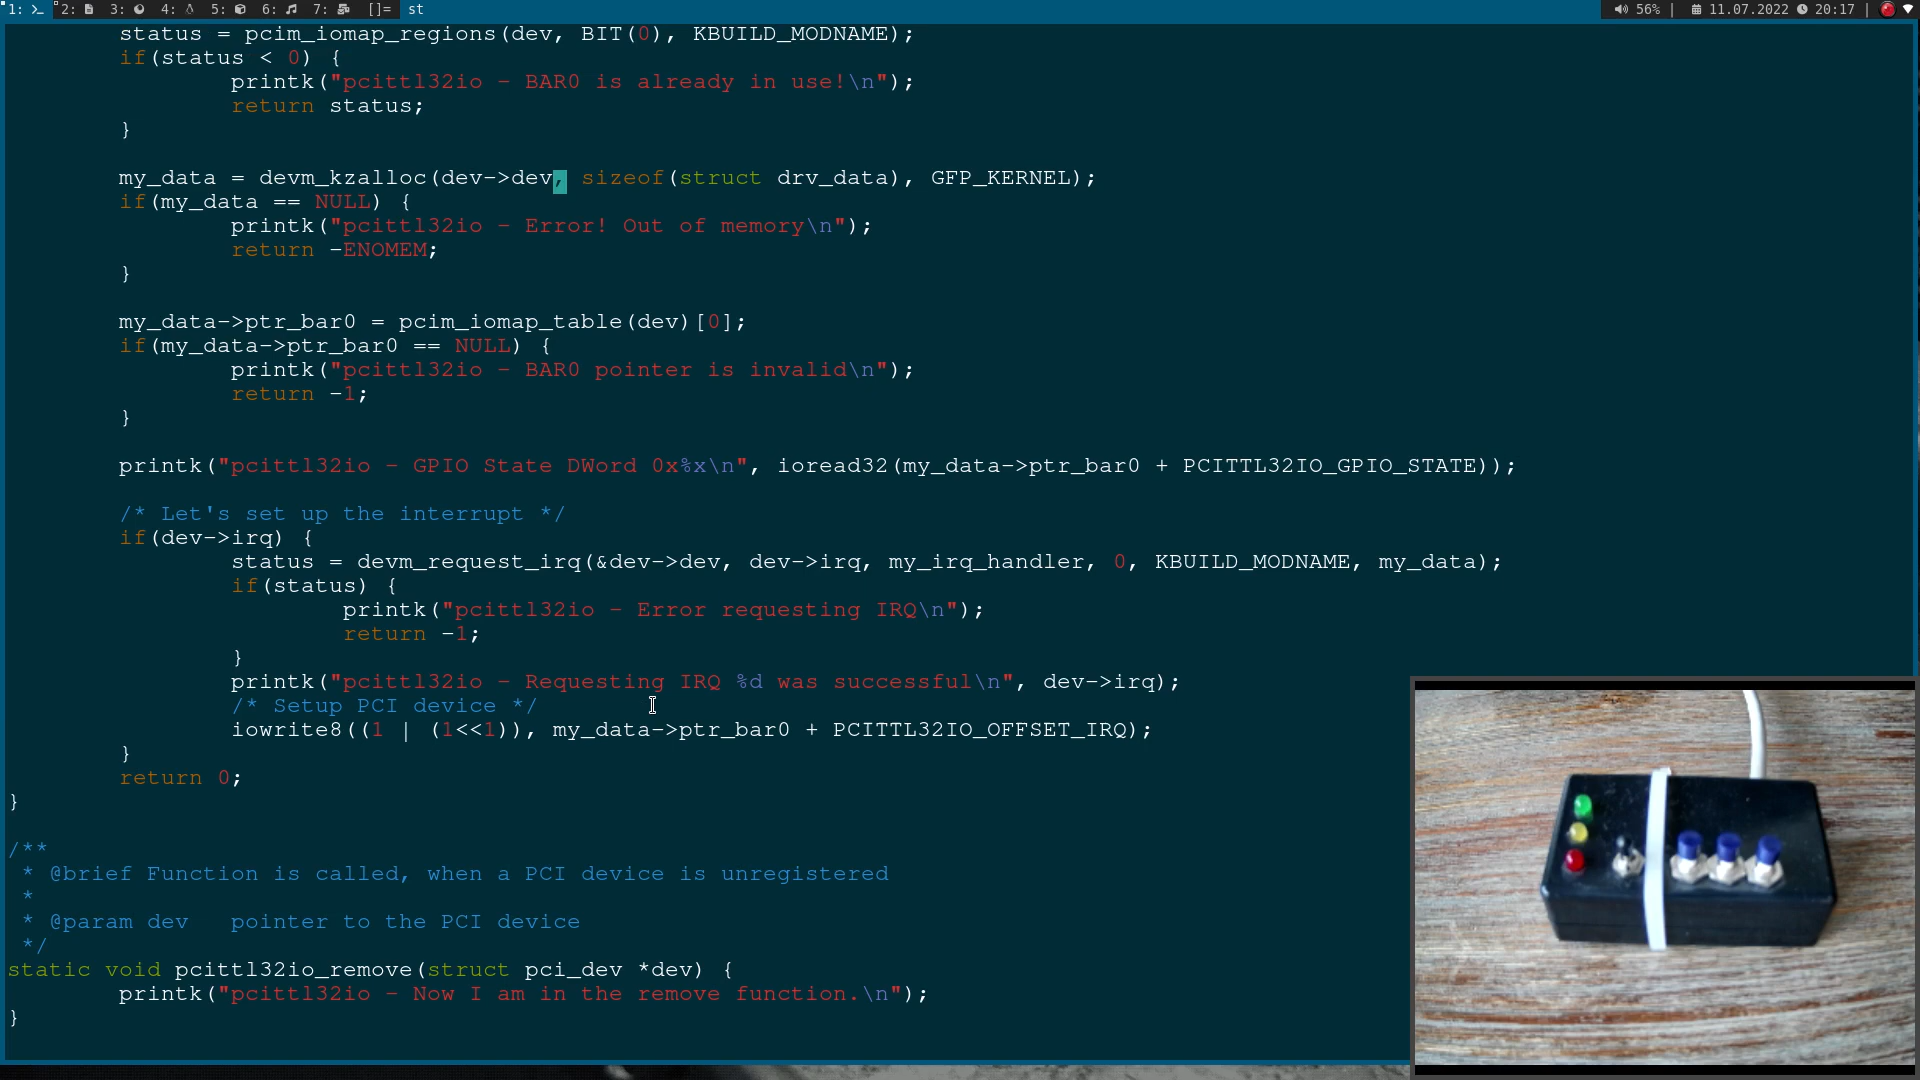 1: 2: 3: 4: 5: 6: 7: []= st 56% | 11.07.2022 20:17 |
status = pcim_iomap_regions(dev, BIT(0), KBUILD_MODNAME);
if(status < 0) {
printk("pcittl32io - BAR0 is already in use!\n");
return status;
}
my_data = devm_kzalloc(dev->dev, sizeof(struct drv_data), GFP_KERNEL);
if(my_data == NULL) {
printk("pcittl32io - Error! Out of memory\n");
return -ENOMEM;
}
my_data->ptr_bar0 = pcim_iomap_table(dev)[0];
if(my_data->ptr_bar0 == NULL) {
printk("pcittl32io - BAR0 pointer is invalid\n");
return -1;
}
printk("pcittl32io - GPIO State DWord 0x%x\n", ioread32(my_data->ptr_bar0 + PCITTL32IO_GPIO_STATE));
/* Let's set up the interrupt */
if(dev->irq) {
status = devm_request_irq(&dev->dev, dev->irq, my_irq_handler, 0, KBUILD_MODNAME, my_data);
if(status) {
printk("pcittl32io - Error requesting IRQ\n");
return -1;
}
printk("pcittl32io - Requesting IRQ %d was successful\n", dev->irq);
/* Setup PCI device */
iowrite8((1 | (1<<1)), my_data->ptr_bar0 + PCITTL32IO_OFFSET_IRQ);
}
return 0;
}
/**
* @brief Function is called, when a PCI device is unregistered
*
* @param dev pointer to the PCI device
*/
static void pcittl32io_remove(struct pci_dev *dev) {
printk("pcittl32io - Now I am in the remove function.\n");
}